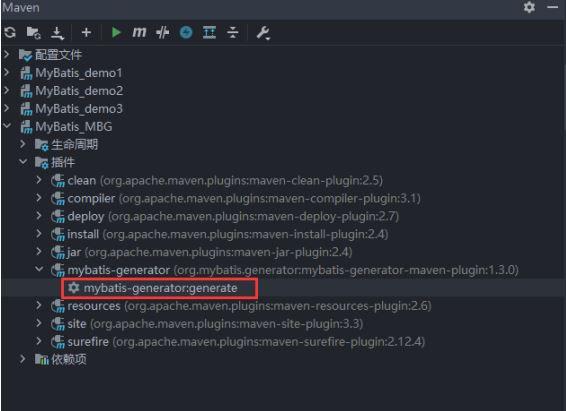 Maven
配置文件
MyBatis_demo1
MyBatis_demo2
MyBatis_demo3
MyBatis_MBG
生命周期
插件
clean (org.apache.maven.plugins:maven-clean-plugin:2.5)
compiler (org.apache.maven.plugins:maven-compiler-plugin:3.1)
deploy (org.apache.maven.plugins:maven-deploy-plugin:2.7)
install (org.apache.maven.plugins:maven-install-plugin:2.4)
jar (org.apache.maven.plugins:maven-jar-plugin:2.4)
mybatis-generator (org.mybatis.generator:mybatis-generator-maven-plugin:1.3.0)
mybatis-generator:generate
resources (org.apache.maven.plugins:maven-resources-plugin:2.6)
site (org.apache.maven.plugins:maven-site-plugin:3.3)
surefire (org.apache.maven.plugins:maven-surefire-plugin:2.12.4)
依赖项